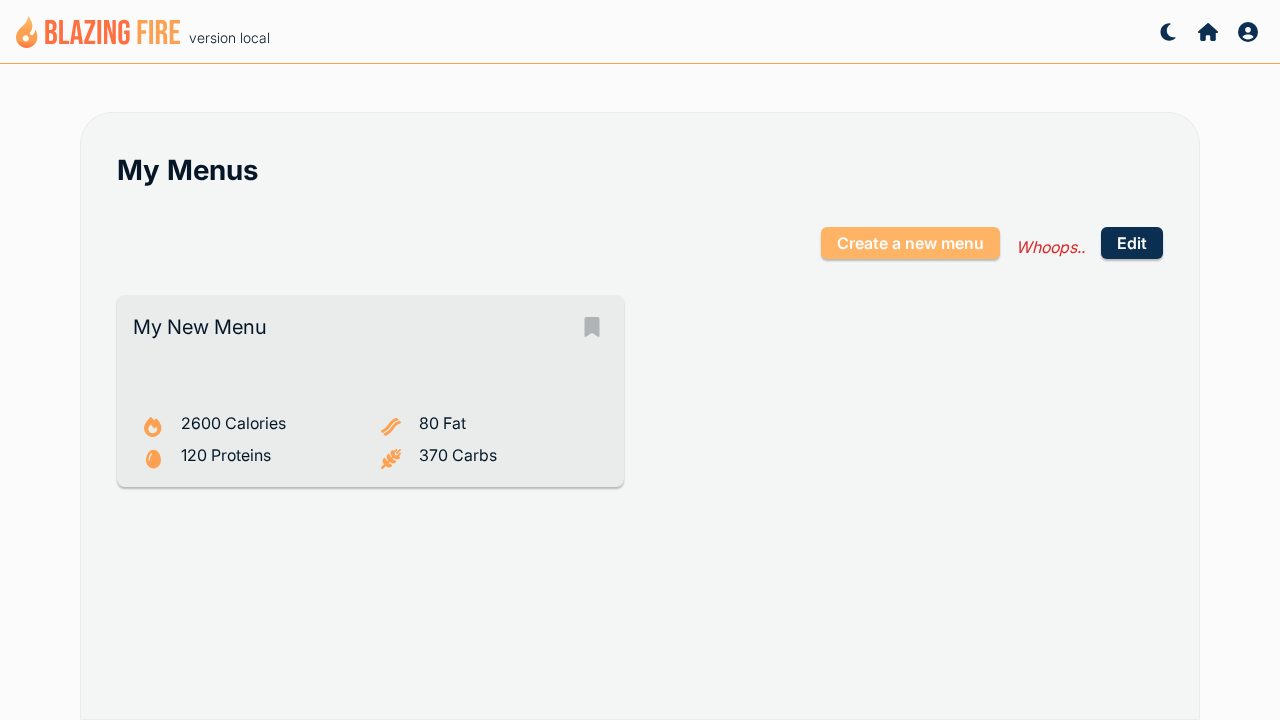 BLAZING FIRE version local
My Menus
Create a new menu Whoops.. Edit
My New Menu
2600 Calories 80 Fat
120 Proteins 370 Carbs